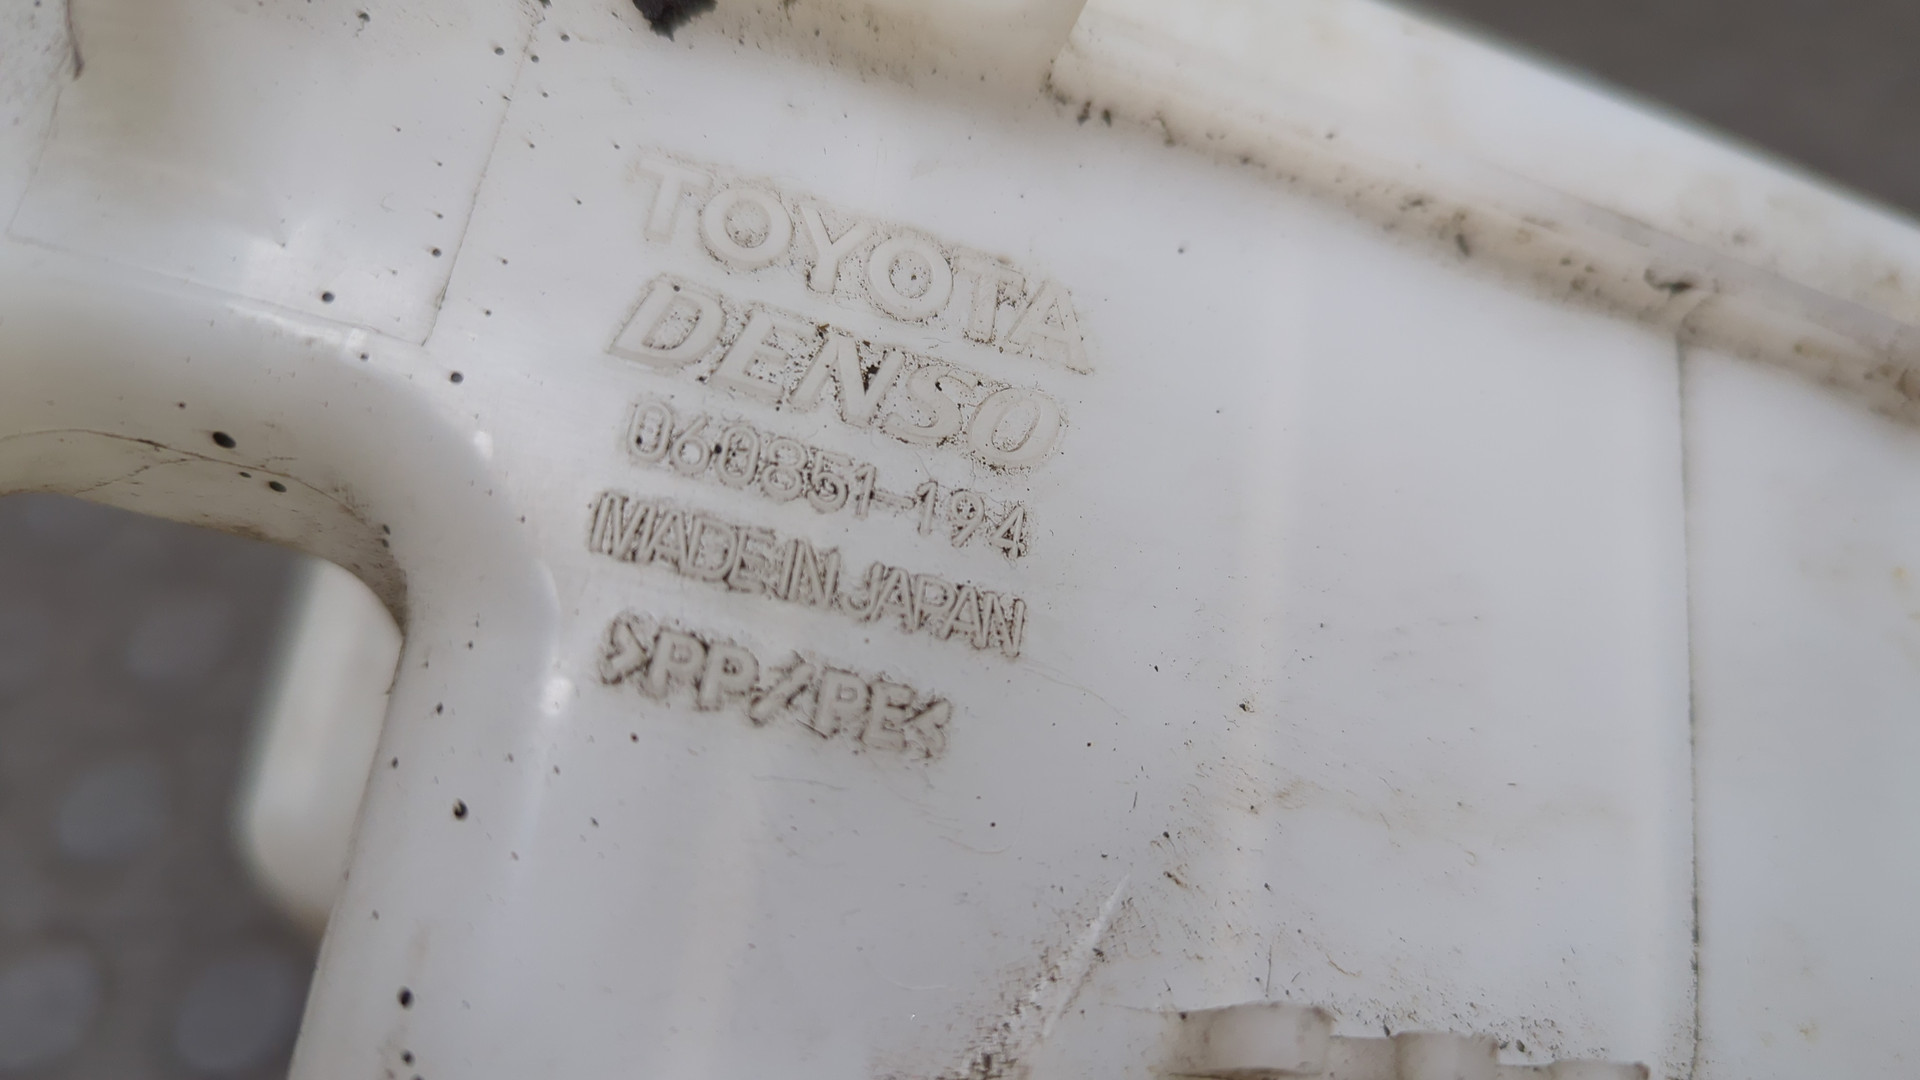 TOYOTA
DENSO
060851-194
MADE IN JAPAN
>PP/PE<